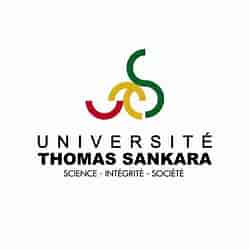 UNIVERSITÉ
THOMAS SANKARA
SCIENCE - INTÉGRITÉ - SOCIÉTÉ